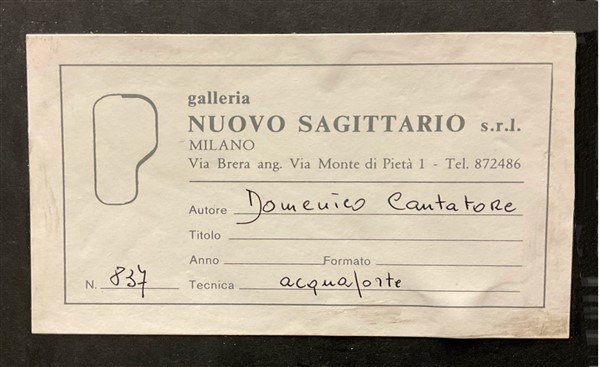 galleria
NUOVO SAGITTARIO s.r.l.
MILANO
Via Brera ang. Via Monte di Pietà 1 - Tel. 872486
Autore Domenico Cantatore
Titolo
Anno Formato
N. 837 Tecnica acquaforte